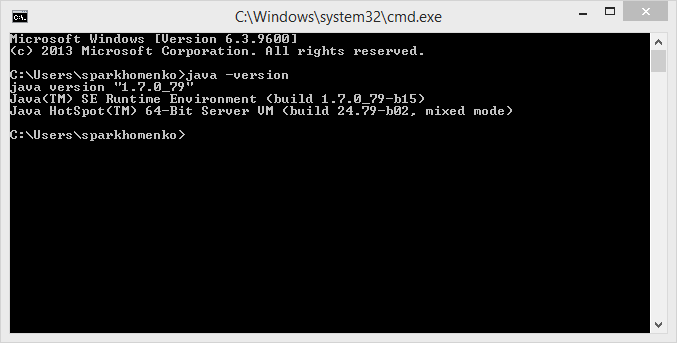 C:\Windows\system32\cmd.exe
Microsoft Windows [Version 6.3.9600]
(c) 2013 Microsoft Corporation. All rights reserved.
C:\Users\sparkhomenko>java -version
java version "1.7.0_79"
Java(TM) SE Runtime Environment (build 1.7.0_79-b15)
Java HotSpot(TM) 64-Bit Server VM (build 24.79-b02, mixed mode)
C:\Users\sparkhomenko>